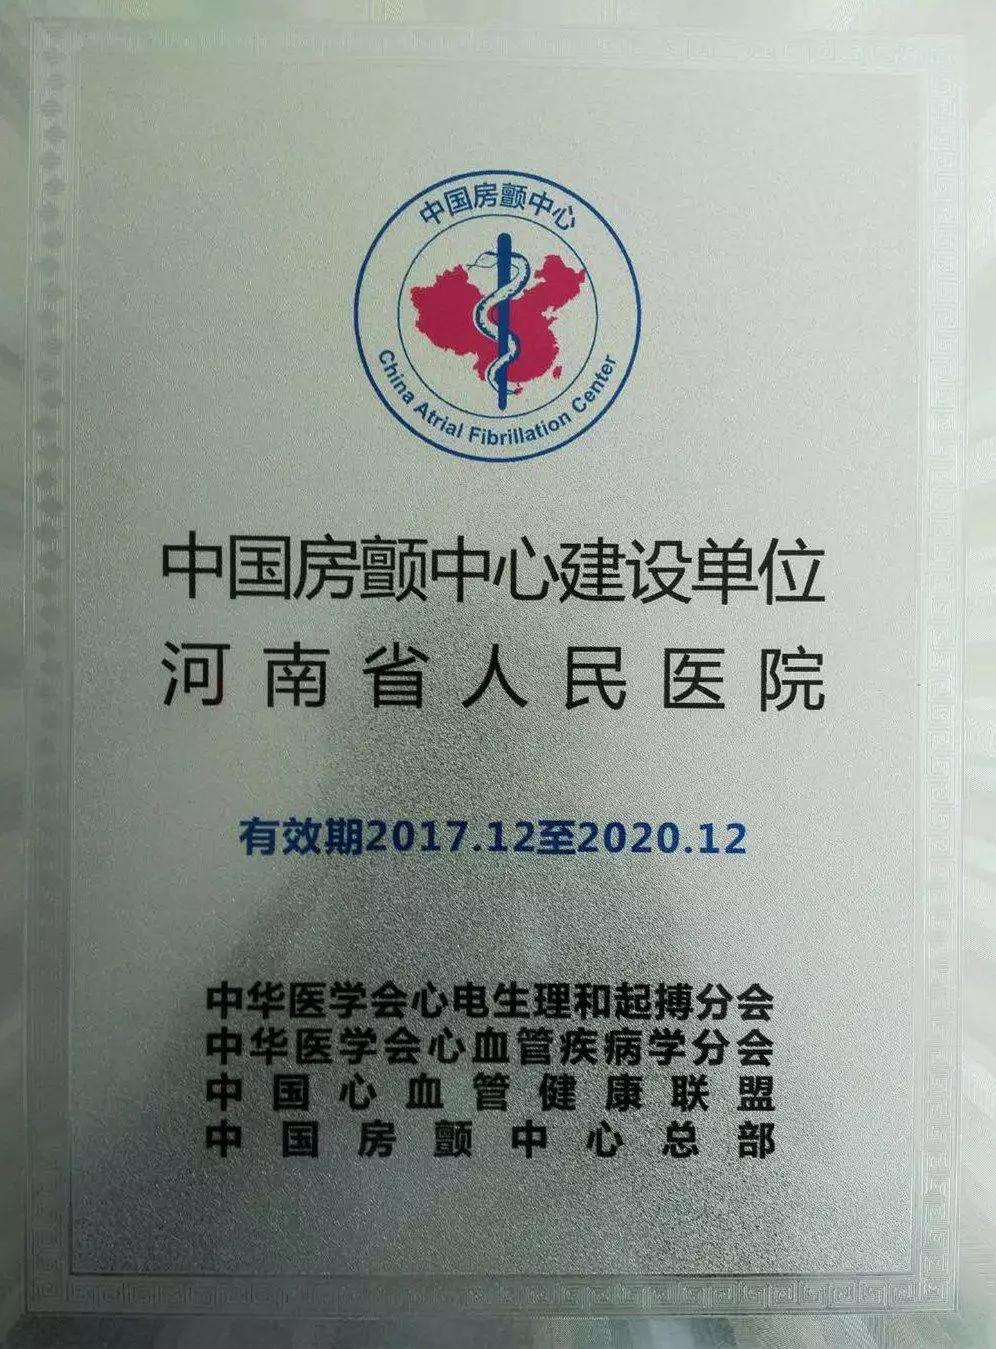 中国房颤中心
China Atrial Fibrillation Center
中国房颤中心建设单位
河南省人民医院
有效期2017.12至2020.12
中华医学会心电生理和起搏分会
中华医学会心血管疾病学分会
中国心血管健康联盟
中国房颤中心总部